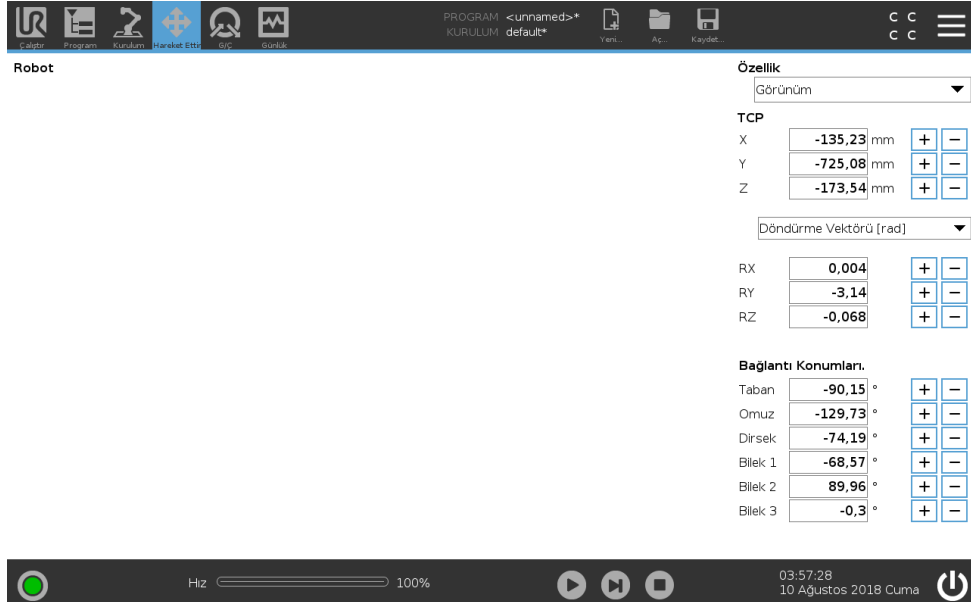 PROGRAM <unnamed>*
KURULUM default*
Çalıştır Program Kurulum Hareket Ettir G/Ç Günlük Yeni... Aç... Kaydet...
C C
C C
Robot
Özellik
Görünüm
TCP
X -135,23 mm + −
Y -725,08 mm + −
Z -173,54 mm + −
Döndürme Vektörü [rad]
RX 0,004 + −
RY -3,14 + −
RZ -0,068 + −
Bağlantı Konumları.
Taban -90,15 ° + −
Omuz -129,73 ° + −
Dirsek -74,19 ° + −
Bilek 1 -68,57 ° + −
Bilek 2 89,96 ° + −
Bilek 3 -0,3 ° + −
Hız 100%
03:57:28
10 Ağustos 2018 Cuma